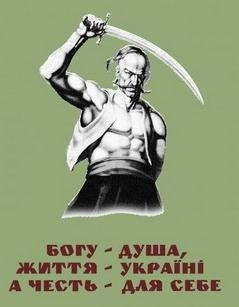 БОГУ - ДУША,
ЖИТТЯ - УКРАЇНІ
А ЧЕСТЬ - ДЛЯ СЕБЕ